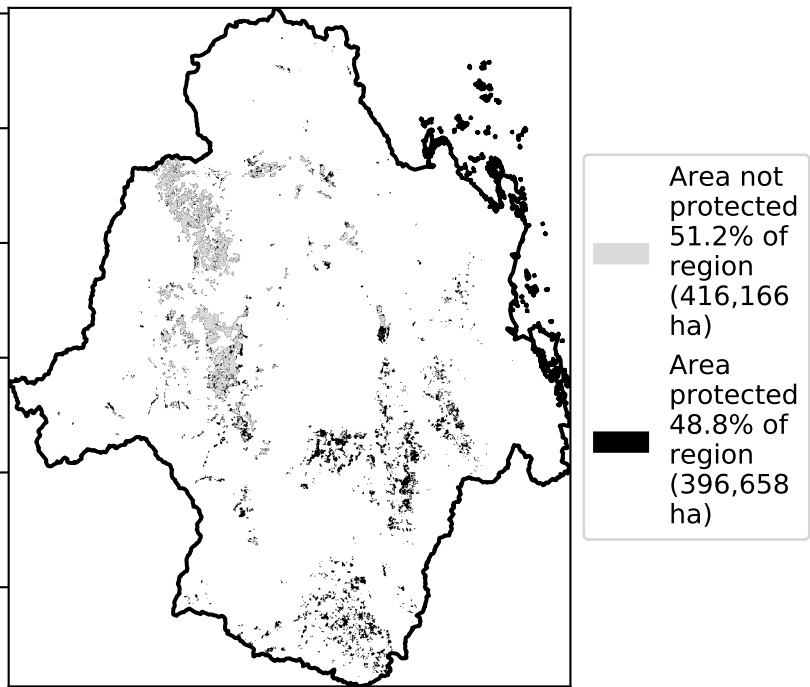 Area not
protected
51.2% of
region
(416,166
ha)
Area
protected
48.8% of
region
(396,658
ha)